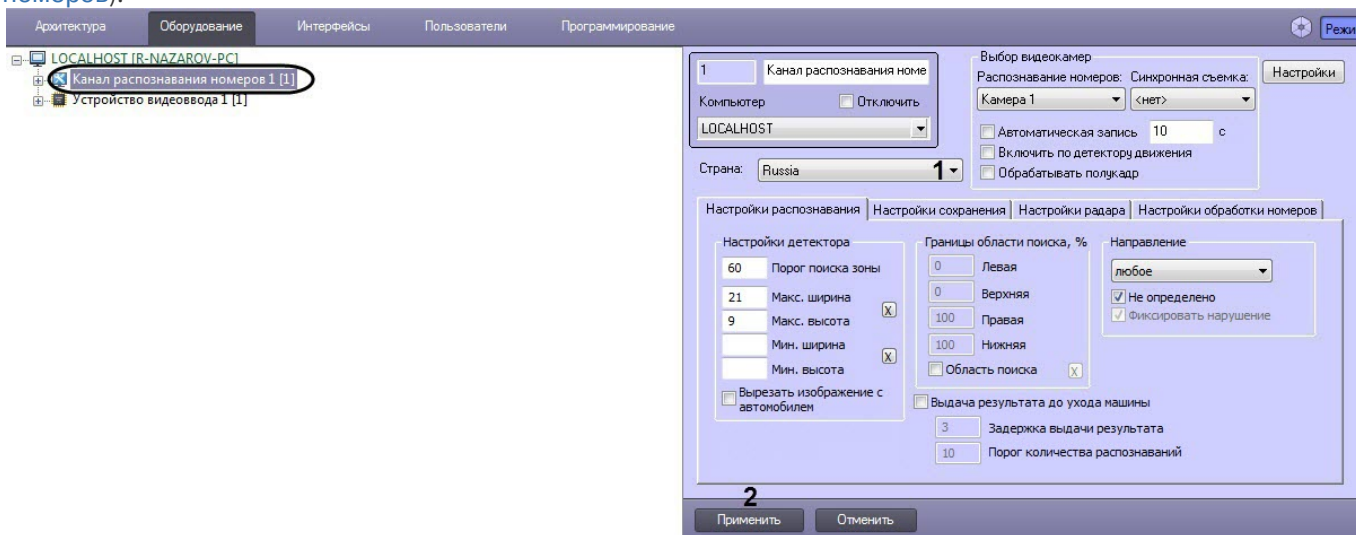 номеров).
Архитектура Оборудование Интерфейсы Пользователи Программирование Режи
LOCALHOST [R-NAZAROV-PC]
Канал распознавания номеров 1 [1]
Устройство видеоввода 1 [1]
1 Канал распознавания номе
Компьютер Отключить
LOCALHOST
Страна: Russia 1
Выбор видеокамер
Распознавание номеров: Синхронная съемка:
Камера 1 <нет>
Автоматическая запись 10 с
Включить по детектору движения
Обрабатывать полукадр
Настройки
Настройки распознавания Настройки сохранения Настройки радара Настройки обработки номеров
Настройки детектора
60 Порог поиска зоны
21 Макс. ширина
9 Макс. высота
X
Мин. ширина
Мин. высота
X
Вырезать изображение с
автомобилем
Границы области поиска, %
0 Левая
0 Верхняя
100 Правая
100 Нижняя
Область поиска X
Направление
любое
Не определено
Фиксировать нарушение
Выдача результата до ухода машины
3 Задержка выдачи результата
10 Порог количества распознаваний
2
Применить Отменить